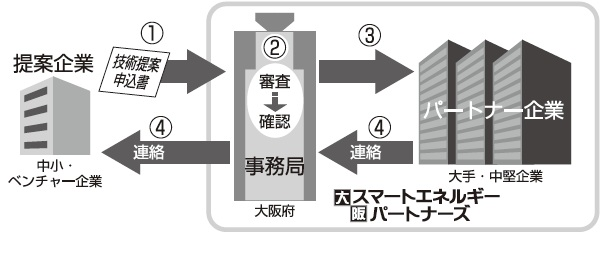 ①
技術提案
申込書
提案企業
中小・
ベンチャー企業
④
連絡
②
審査
確認
事務局
大阪府
③
パートナー企業
大手・中堅企業
④
連絡
大阪スマートエネルギー
パートナーズ